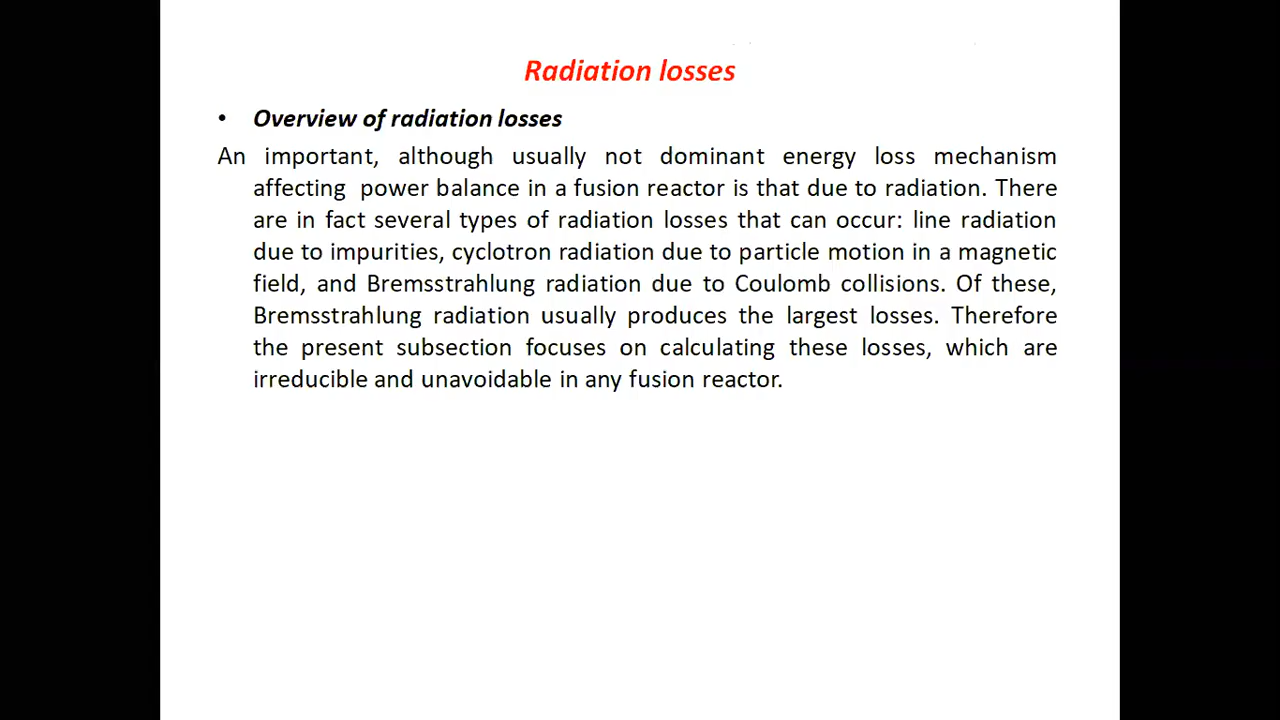 Radiation losses
• Overview of radiation losses
An important, although usually not dominant energy loss mechanism
affecting power balance in a fusion reactor is that due to radiation. There
are in fact several types of radiation losses that can occur: line radiation
due to impurities, cyclotron radiation due to particle motion in a magnetic
field, and Bremsstrahlung radiation due to Coulomb collisions. Of these,
Bremsstrahlung radiation usually produces the largest losses. Therefore
the present subsection focuses on calculating these losses, which are
irreducible and unavoidable in any fusion reactor.